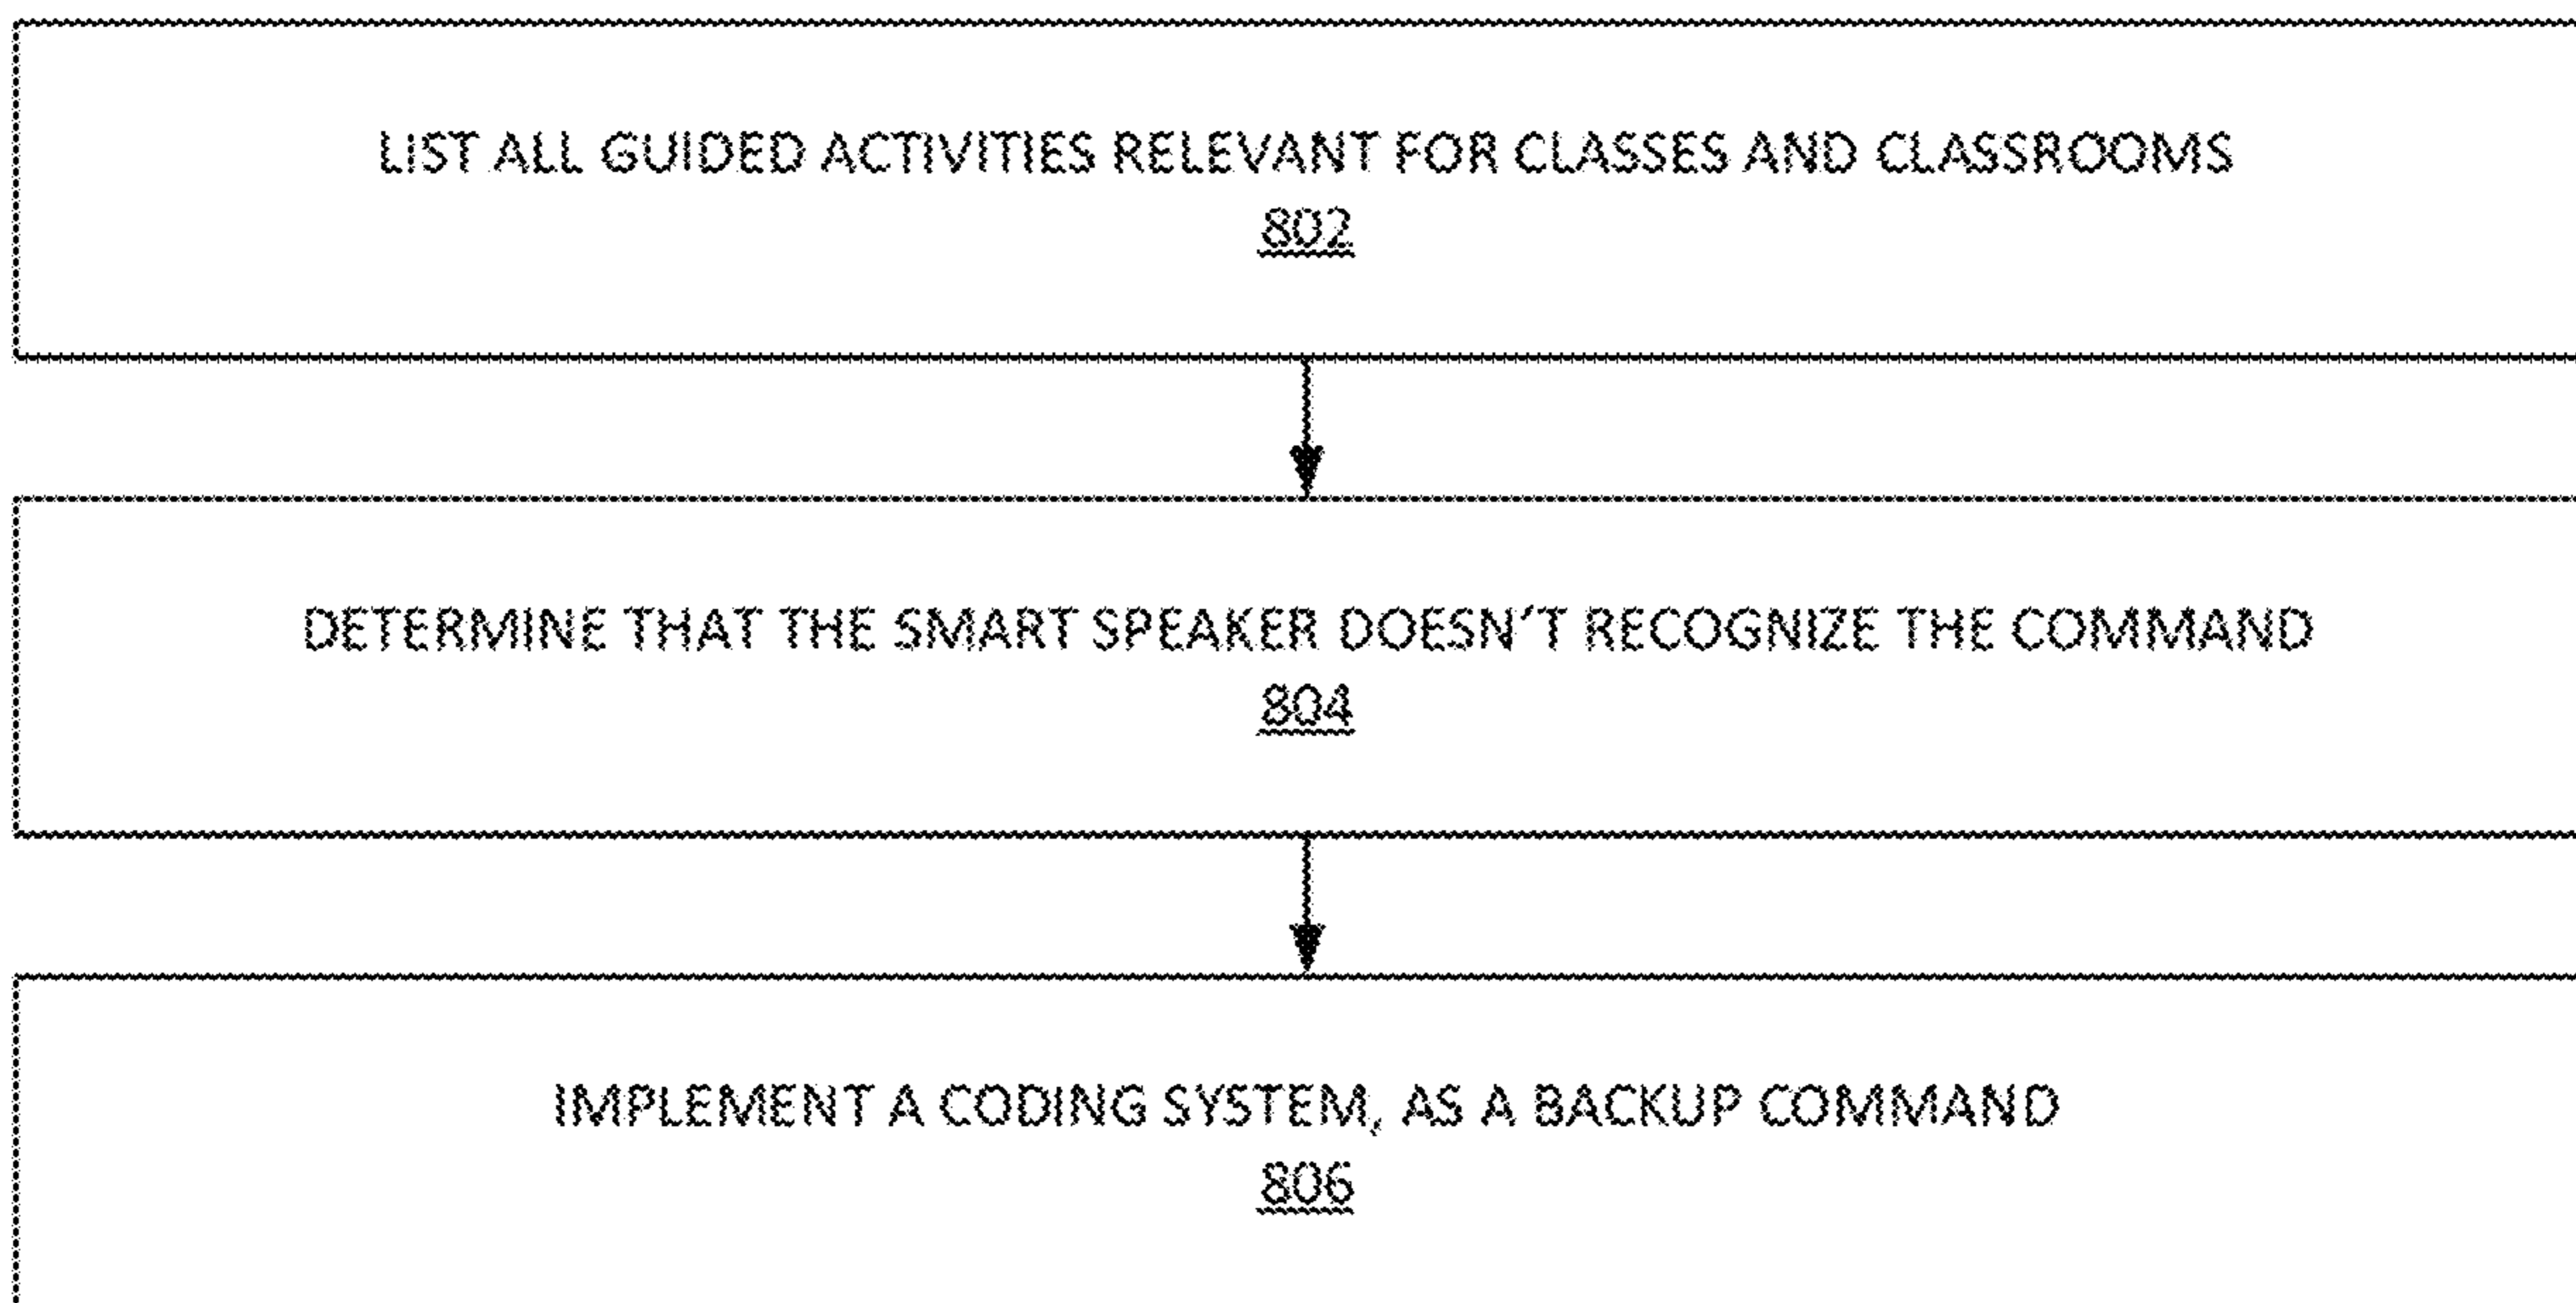 LIST ALL GUIDED ACTIVITIES RELEVANT FOR CLASSES AND CLASSROOMS
802
DETERMINE THAT THE SMART SPEAKER DOESN'T RECOGNIZE THE COMMAND
804
IMPLEMENT A CODING SYSTEM, AS A BACKUP COMMAND
806